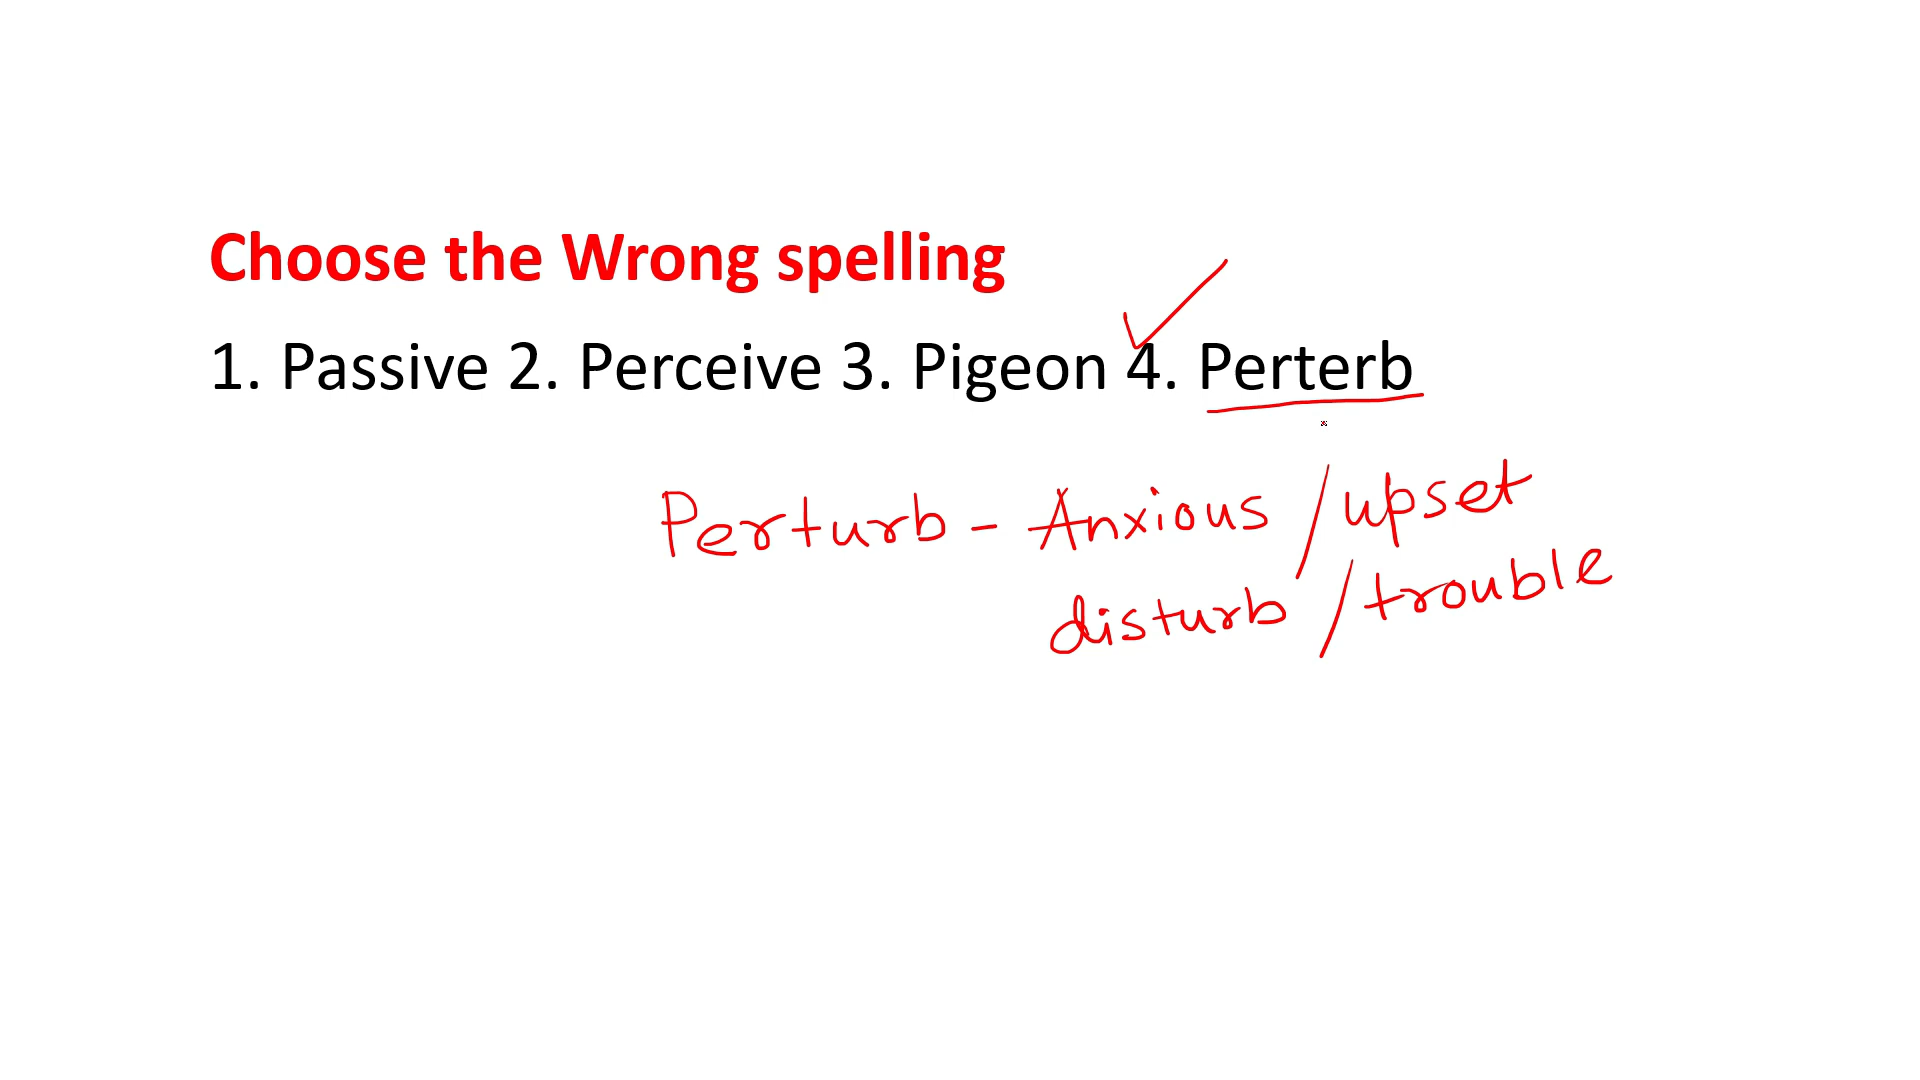 Choose the Wrong spelling
1. Passive 2. Perceive 3. Pigeon 4. Perterb
Perturb - Anxious / upset
disturb / trouble